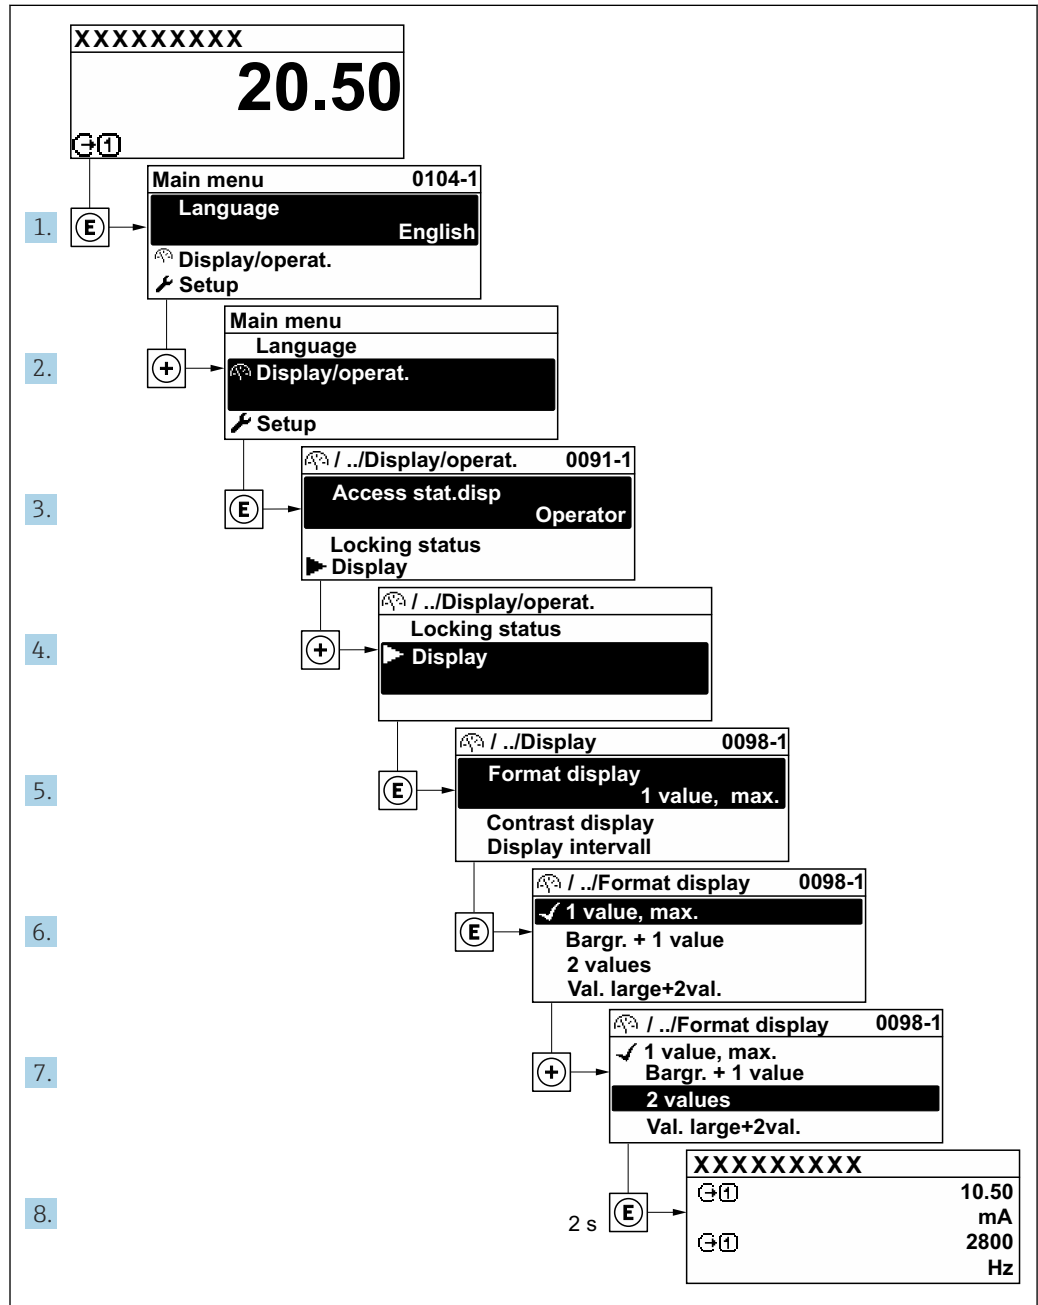 XXXXXXXXX
20.50
1
Main menu 0104-1
Language
English
1. E
Display/operat.
Setup
Main menu
Language
2. + Display/operat.
Setup
/ ../Display/operat. 0091-1
Access stat.disp
3. E Operator
Locking status
Display
/ ../Display/operat.
Locking status
4. + Display
/ ../Display 0098-1
Format display
5. E 1 value, max.
Contrast display
Display intervall
/ ../Format display 0098-1
1 value, max.
6. E Bargr. + 1 value
2 values
Val. large+2val.
/ ../Format display 0098-1
1 value, max.
7. + Bargr. + 1 value
2 values
Val. large+2val.
XXXXXXXXX
1 10.50
8. 2 s E mA
1 2800
Hz